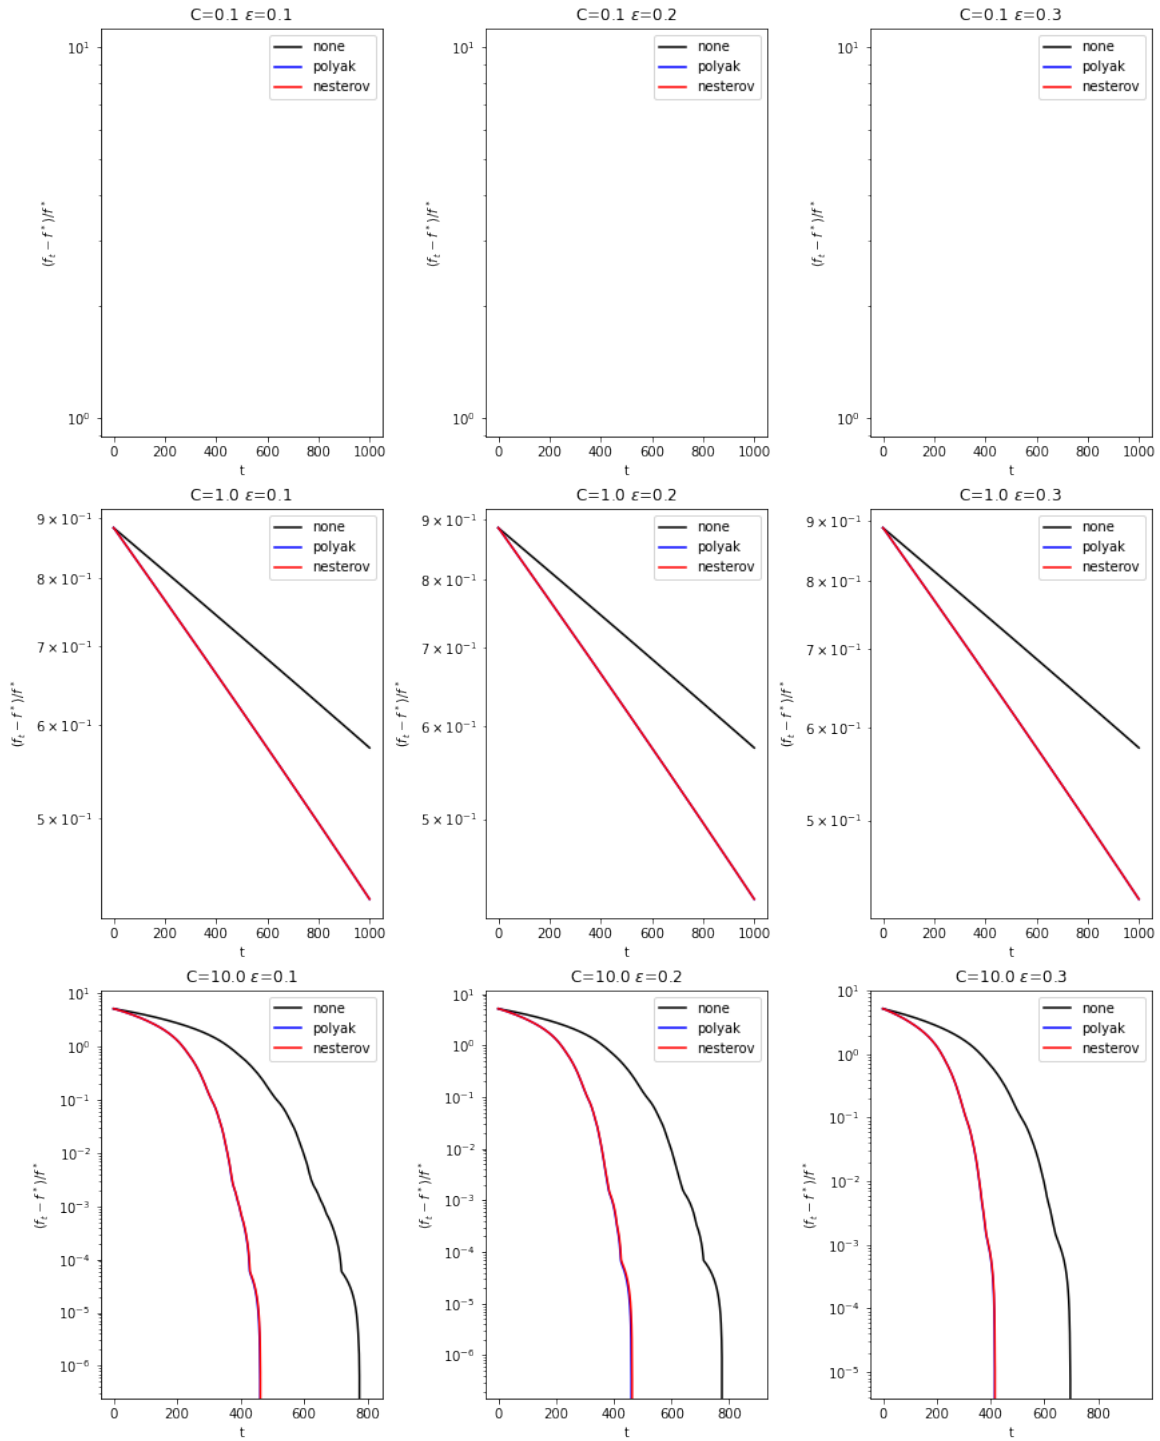 C=0.1 ε=0.1
10¹
10⁰
(fₜ − f*)/f*
none
polyak
nesterov
0 200 400 600 800 1000
t
C=0.1 ε=0.2
10¹
10⁰
(fₜ − f*)/f*
none
polyak
nesterov
0 200 400 600 800 1000
t
C=0.1 ε=0.3
10¹
10⁰
(fₜ − f*)/f*
none
polyak
nesterov
0 200 400 600 800 1000
t
C=1.0 ε=0.1
9 × 10⁻¹
8 × 10⁻¹
7 × 10⁻¹
6 × 10⁻¹
5 × 10⁻¹
(fₜ − f*)/f*
none
polyak
nesterov
0 200 400 600 800 1000
t
C=1.0 ε=0.2
9 × 10⁻¹
8 × 10⁻¹
7 × 10⁻¹
6 × 10⁻¹
5 × 10⁻¹
(fₜ − f*)/f*
none
polyak
nesterov
0 200 400 600 800 1000
t
C=1.0 ε=0.3
9 × 10⁻¹
8 × 10⁻¹
7 × 10⁻¹
6 × 10⁻¹
5 × 10⁻¹
(fₜ − f*)/f*
none
polyak
nesterov
0 200 400 600 800 1000
t
C=10.0 ε=0.1
10¹
10⁰
10⁻¹
10⁻²
10⁻³
10⁻⁴
10⁻⁵
10⁻⁶
(fₜ − f*)/f*
none
polyak
nesterov
0 200 400 600 800
t
C=10.0 ε=0.2
10¹
10⁰
10⁻¹
10⁻²
10⁻³
10⁻⁴
10⁻⁵
10⁻⁶
(fₜ − f*)/f*
none
polyak
nesterov
0 200 400 600 800
t
C=10.0 ε=0.3
10¹
10⁰
10⁻¹
10⁻²
10⁻³
10⁻⁴
10⁻⁵
(fₜ − f*)/f*
none
polyak
nesterov
0 200 400 600 800
t